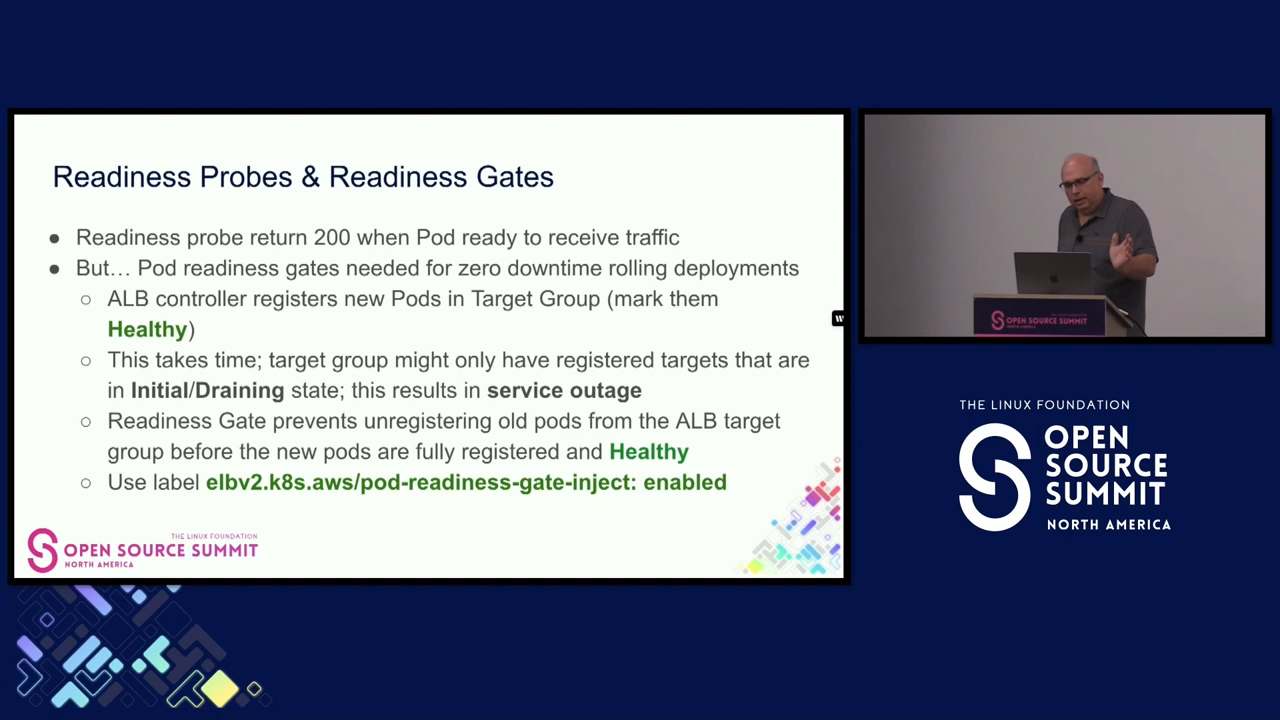 Readiness Probes & Readiness Gates
● Readiness probe return 200 when Pod ready to receive traffic
● But… Pod readiness gates needed for zero downtime rolling deployments
○ ALB controller registers new Pods in Target Group (mark them
Healthy)
○ This takes time; target group might only have registered targets that are
in Initial/Draining state; this results in service outage
○ Readiness Gate prevents unregistering old pods from the ALB target
group before the new pods are fully registered and Healthy
○ Use label elbv2.k8s.aws/pod-readiness-gate-inject: enabled
THE LINUX FOUNDATION
OPEN SOURCE SUMMIT
NORTH AMERICA
OPEN SOURCE SUMMIT
NORTH AMERICA
THE LINUX FOUNDATION
OPEN
SOURCE
SUMMIT
NORTH AMERICA